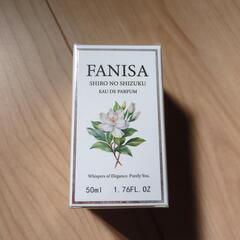 FANISA
SHIRO NO SHIZUKU
EAU DE PARFUM
Whispers of Elegance. Purely You.
50ml 1.76FL. OZ